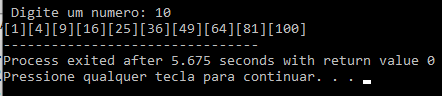 Digite um numero: 10
[1][4][9][16][25][36][49][64][81][100]
--------------------------------
Process exited after 5.675 seconds with return value 0
Pressione qualquer tecla para continuar. . .